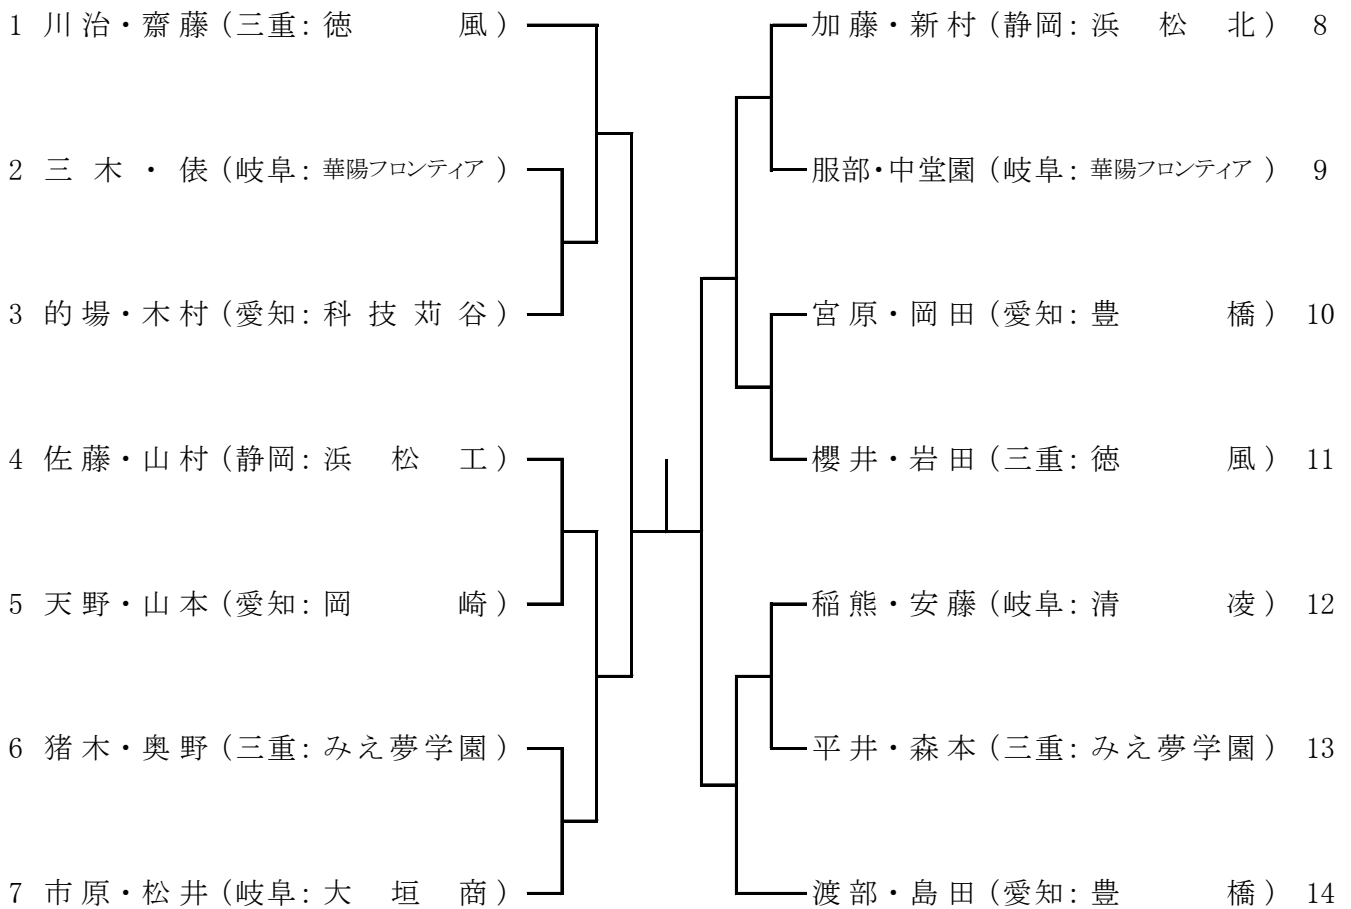 1 川治・齋藤(三重:徳風)
2 三木・俵(岐阜:華陽フロンティア)
3 的場・木村(愛知:科技苅谷)
4 佐藤・山村(静岡:浜松工)
5 天野・山本(愛知:岡崎)
6 猪木・奥野(三重:みえ夢学園)
7 市原・松井(岐阜:大垣商)
加藤・新村(静岡:浜松北) 8
服部・中堂園(岐阜:華陽フロンティア) 9
宮原・岡田(愛知:豊橋) 10
櫻井・岩田(三重:徳風) 11
稲熊・安藤(岐阜:清凌) 12
平井・森本(三重:みえ夢学園) 13
渡部・島田(愛知:豊橋) 14